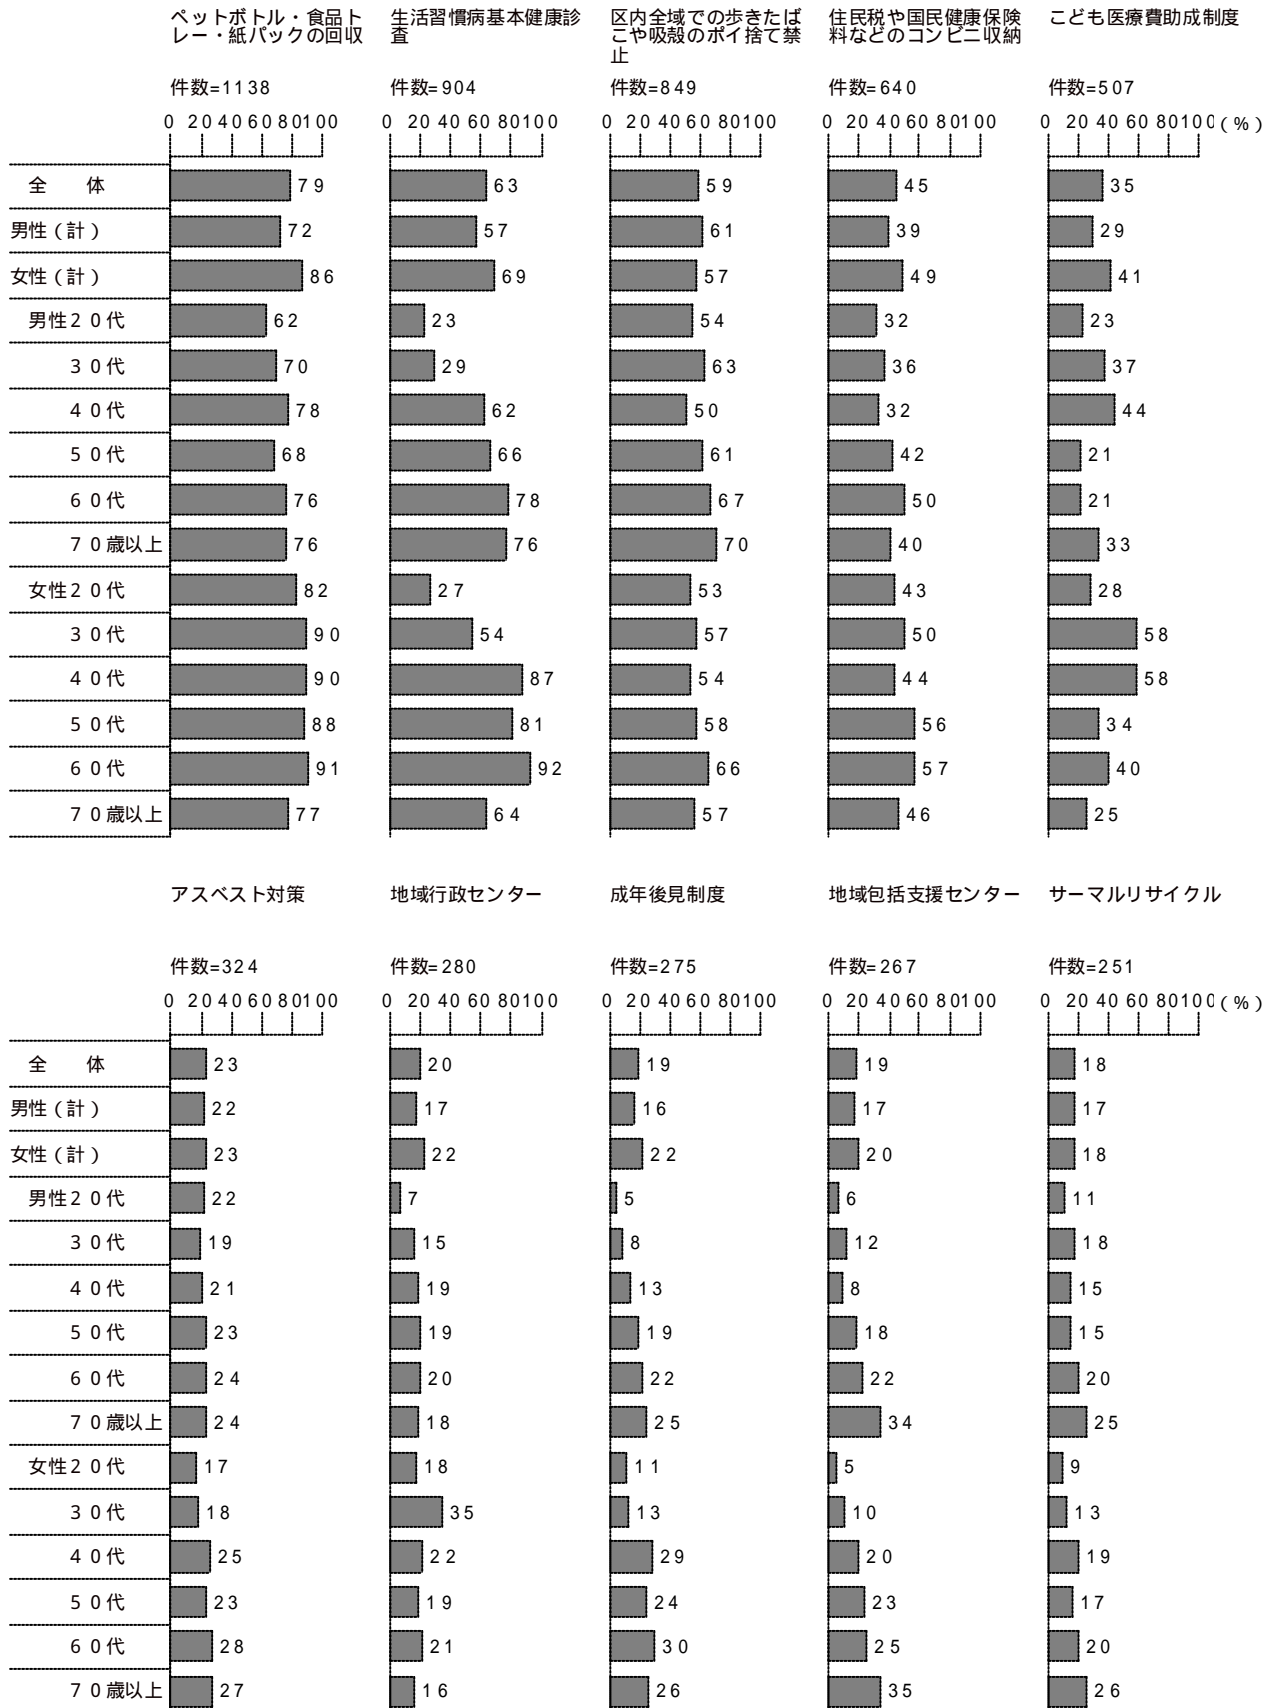 ペットボトル・食品ト 生活習慣病基本健康診 区内全域での歩きたば 住民税や国民健康保険 こども医療費助成制度
レー・紙パックの回収 査 こや吸殻のポイ捨て禁 料などのコンビニ収納
止
件数=1138 件数=904 件数=849 件数=640 件数=507
0 20 40 60 80100 0 20 40 60 80100 0 20 40 60 80100 0 20 40 60 80100 0 20 40 60 80100 (%)
全 体 79 63 59 45 35
男性(計) 72 57 61 39 29
女性(計) 86 69 57 49 41
男性20代 62 23 54 32 23
30代 70 29 63 36 37
40代 78 62 50 32 44
50代 68 66 61 42 21
60代 76 78 67 50 21
70歳以上 76 76 70 40 33
女性20代 82 27 53 43 28
30代 90 54 57 50 58
40代 90 87 54 44 58
50代 88 81 58 56 34
60代 91 92 66 57 40
70歳以上 77 64 57 46 25
アスベスト対策 地域行政センター 成年後見制度 地域包括支援センター サーマルリサイクル
件数=324 件数=280 件数=275 件数=267 件数=251
0 20 40 60 80100 0 20 40 60 80100 0 20 40 60 80100 0 20 40 60 80100 0 20 40 60 80100 (%)
全 体 23 20 19 19 18
男性(計) 22 17 16 17 17
女性(計) 23 22 22 20 18
男性20代 22 7 5 6 11
30代 19 15 8 12 18
40代 21 19 13 8 15
50代 23 19 19 18 15
60代 24 20 22 22 20
70歳以上 24 18 25 34 25
女性20代 17 18 11 5 9
30代 18 35 13 10 13
40代 25 22 29 20 19
50代 23 19 24 23 17
60代 28 21 30 25 20
70歳以上 27 16 26 35 26